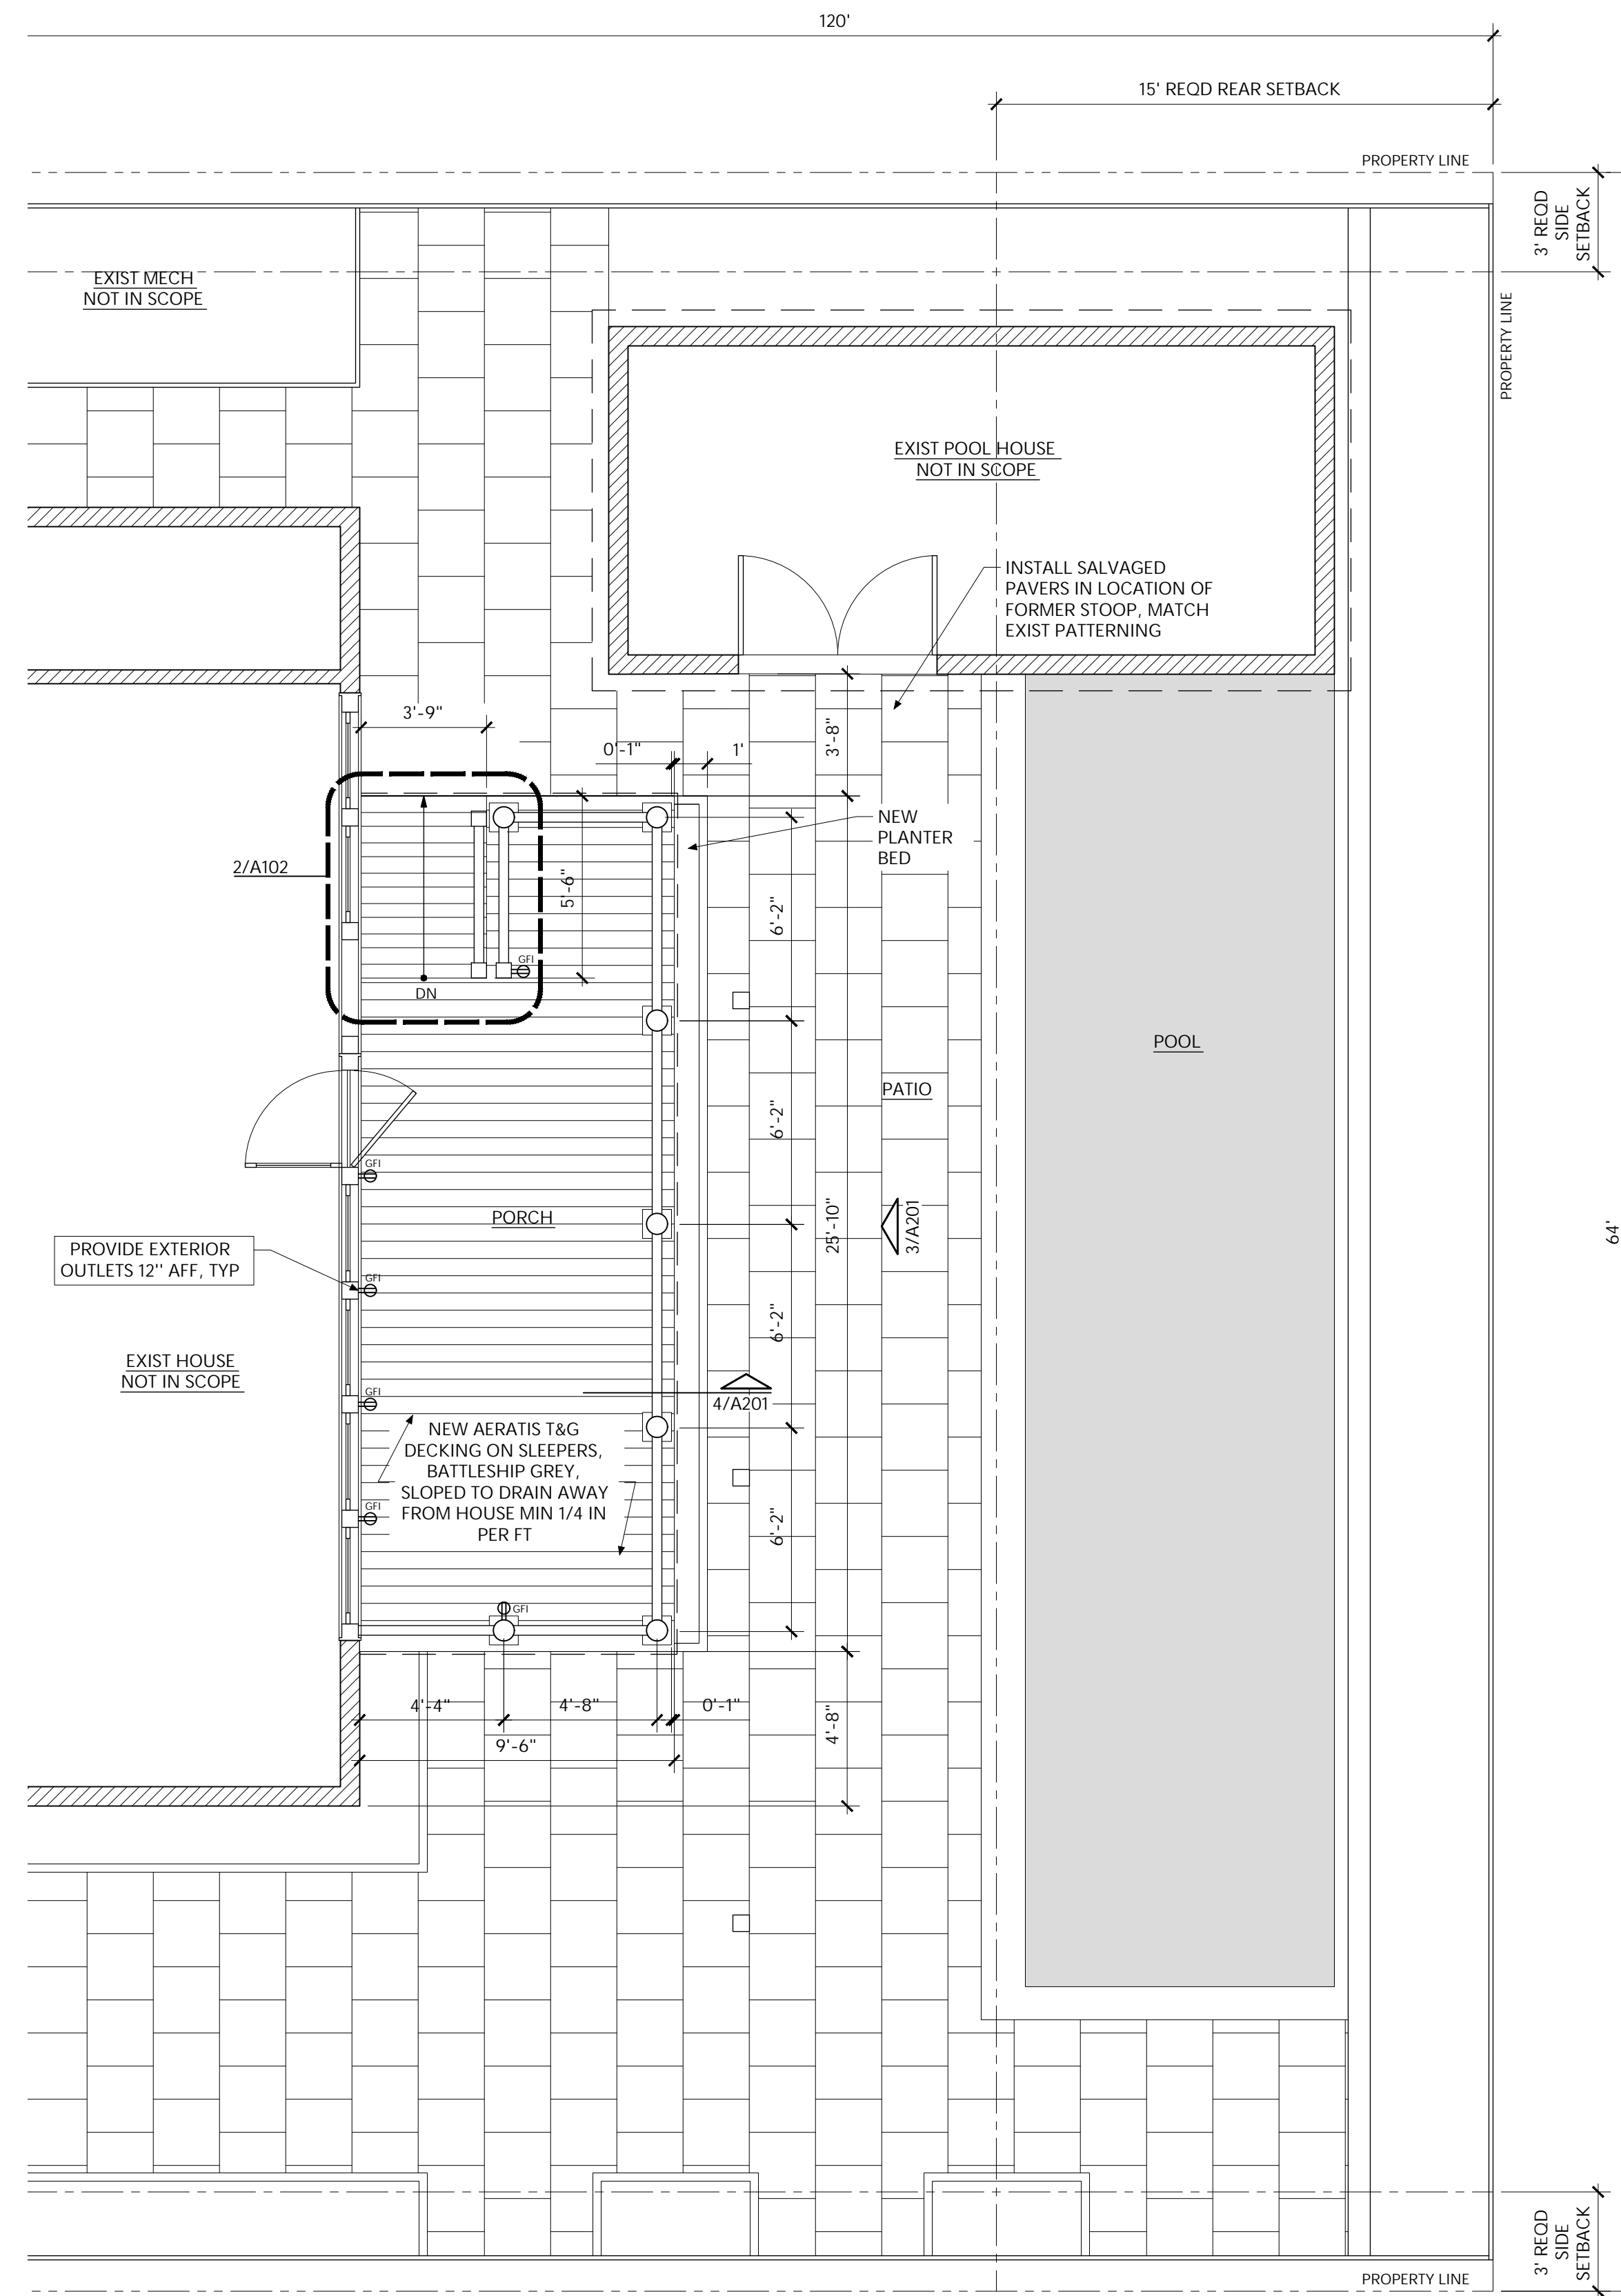 120'
15' REQD REAR SETBACK
PROPERTY LINE
3' REQD
SIDE
SETBACK
EXIST MECH
NOT IN SCOPE
PROPERTY LINE
EXIST POOL HOUSE
NOT IN SCOPE
INSTALL SALVAGED
PAVERS IN LOCATION OF
FORMER STOOP, MATCH
EXIST PATTERNING
3'-9"
0'-1"
1'
3'-8"
NEW
PLANTER
BED
2/A102
5'-6"
6'-2"
GFI
DN
POOL
PATIO
6'-2"
GFI
PORCH
25'-10"
3/A201
64'
PROVIDE EXTERIOR
OUTLETS 12'' AFF, TYP
GFI
6'-2"
EXIST HOUSE
NOT IN SCOPE
GFI
4/A201
NEW AERATIS T&G
DECKING ON SLEEPERS,
BATTLESHIP GREY,
SLOPED TO DRAIN AWAY
FROM HOUSE MIN 1/4 IN
PER FT
GFI
6'-2"
GFI
4'-4"
4'-8"
0'-1"
4'-8"
9'-6"
3' REQD
SIDE
SETBACK
PROPERTY LINE